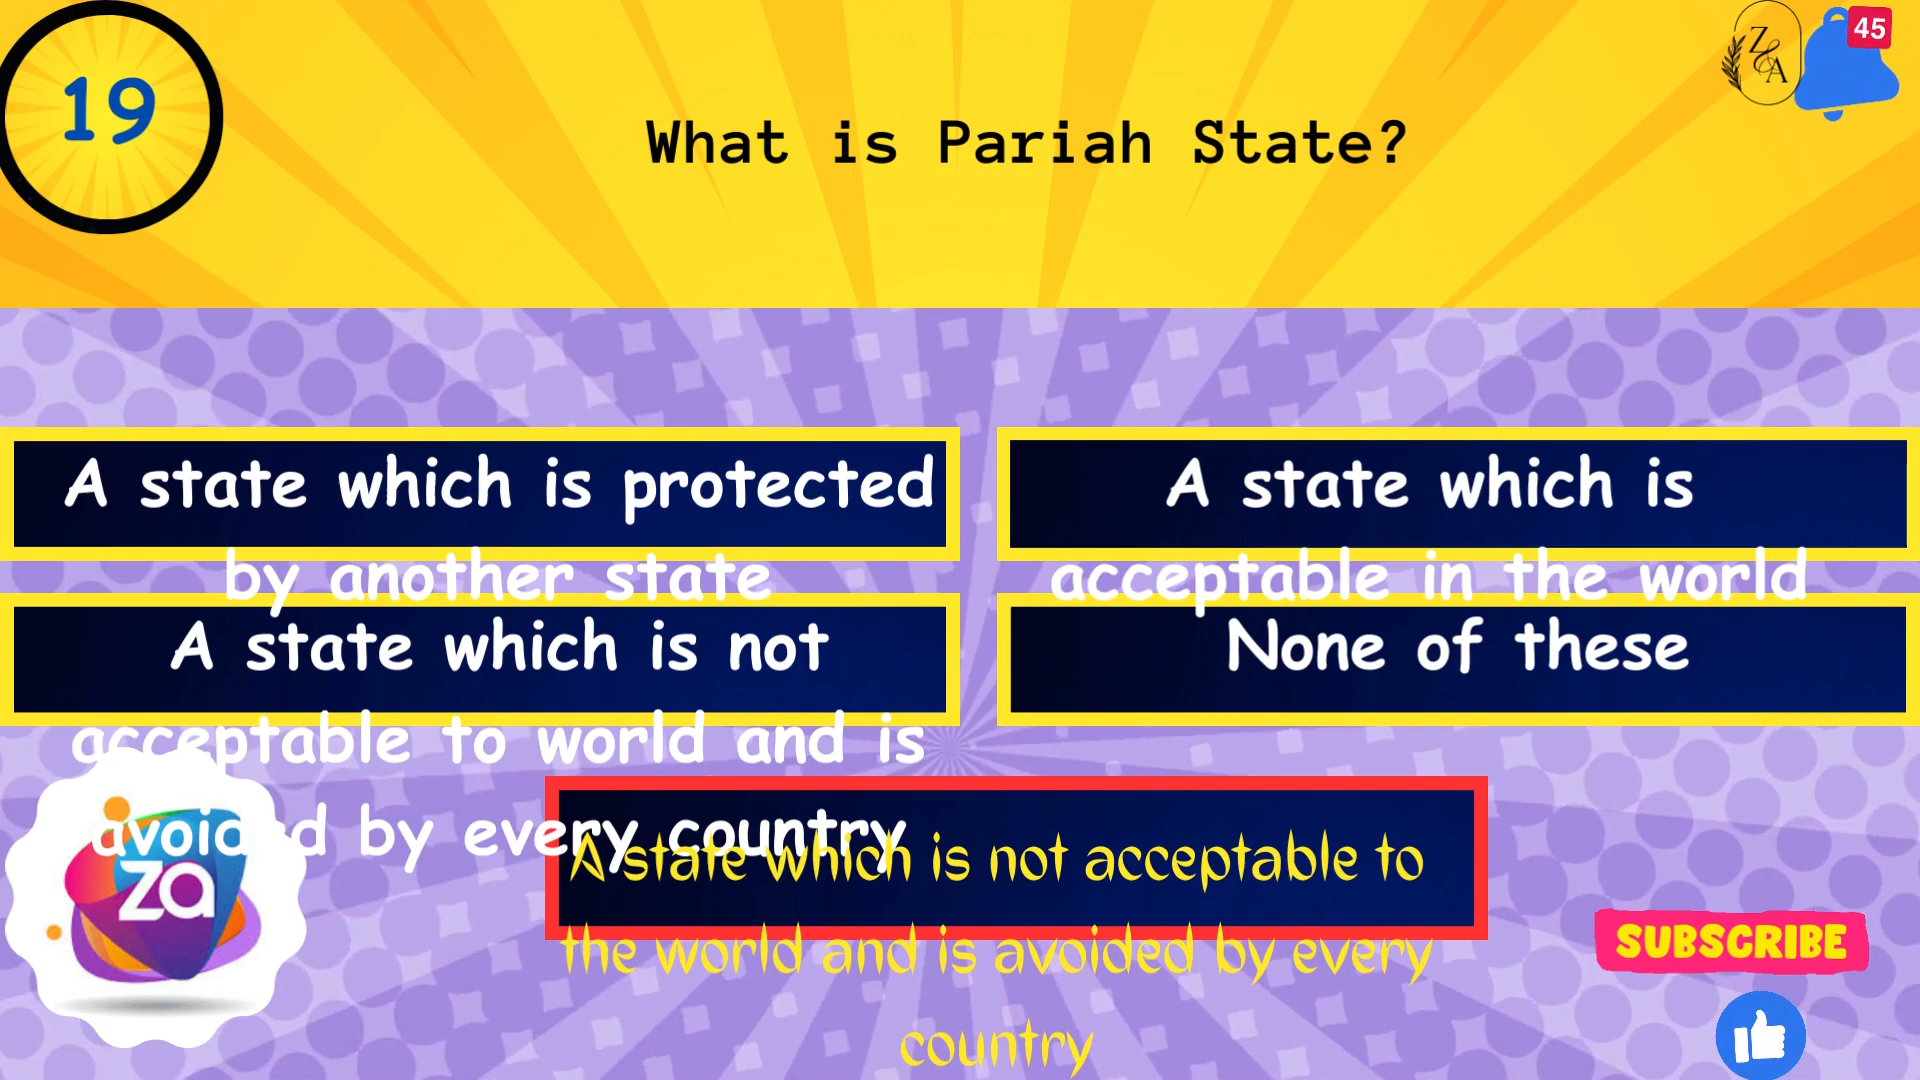 19
What is Pariah State?
Z&A
45
A state which is protected
by another state
A state which is
acceptable in the world
A state which is not
acceptable to world and is
avoided by every country
None of these
za
A state which is not acceptable to
the world and is avoided by every
country
SUBSCRIBE